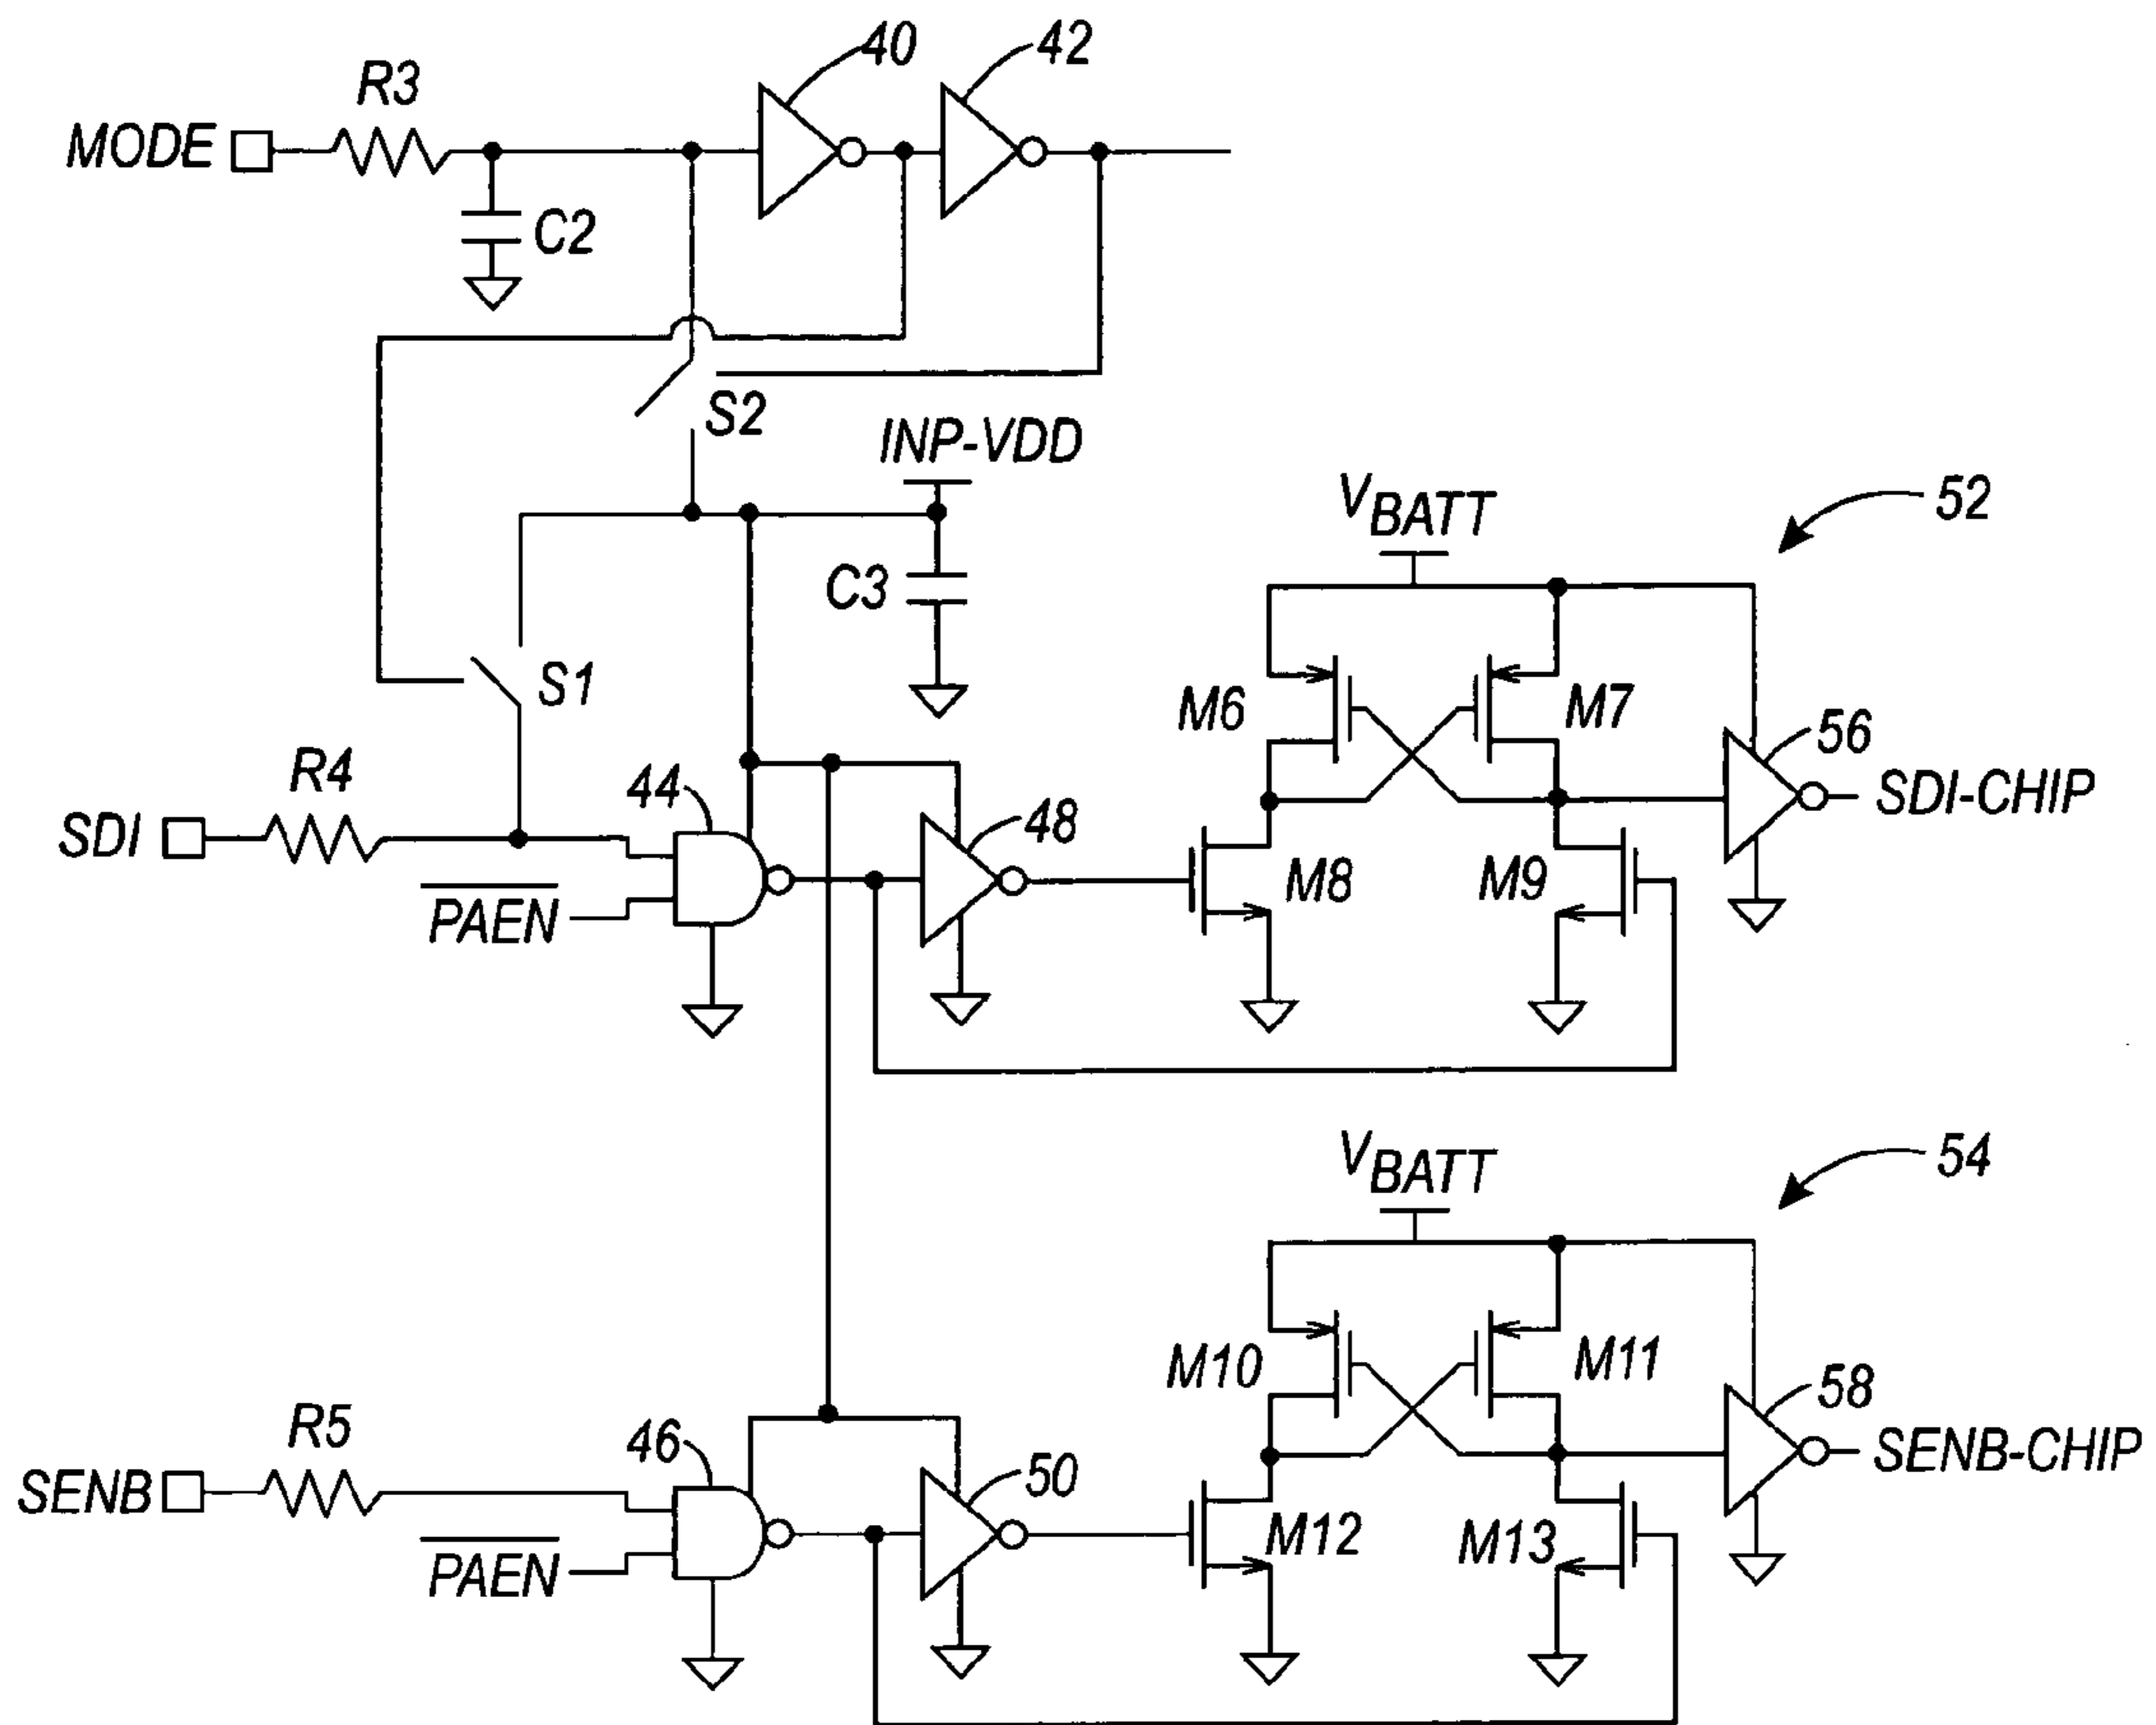 40
42
R3
MODE
C2
S2
INP-VDD
VBATT
52
C3
S1
M6
M7
56
R4
44
SDI-CHIP
48
SDI
M8
M9
PAEN
VBATT
54
M10
M11
58
R5
46
SENB-CHIP
50
SENB
M12
M13
PAEN